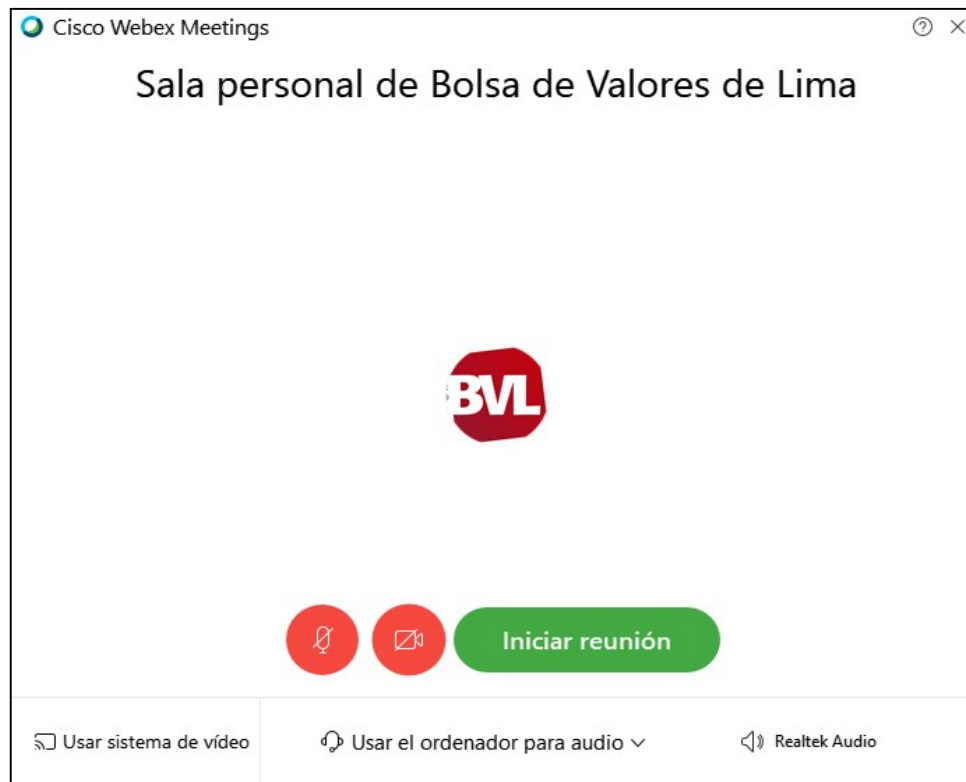 Cisco Webex Meetings
Sala personal de Bolsa de Valores de Lima
BVL
Iniciar reunión
Usar sistema de vídeo
Usar el ordenador para audio
Realtek Audio